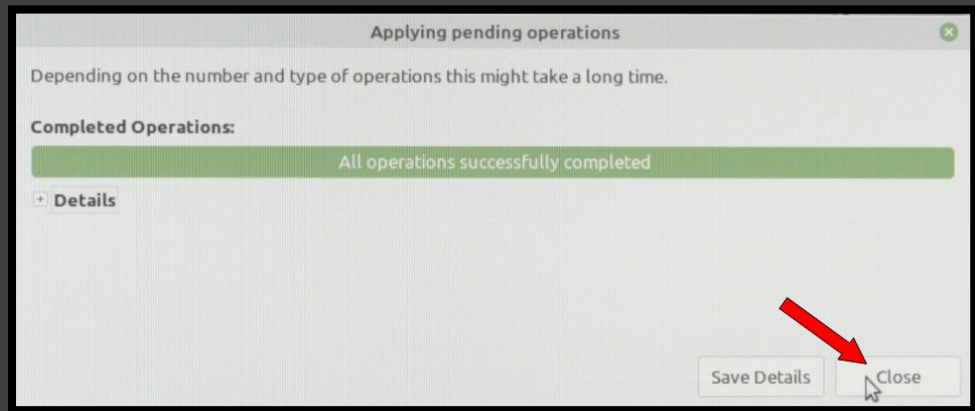 Applying pending operations
Depending on the number and type of operations this might take a long time.
Completed Operations:
All operations successfully completed
Details
Save Details
Close